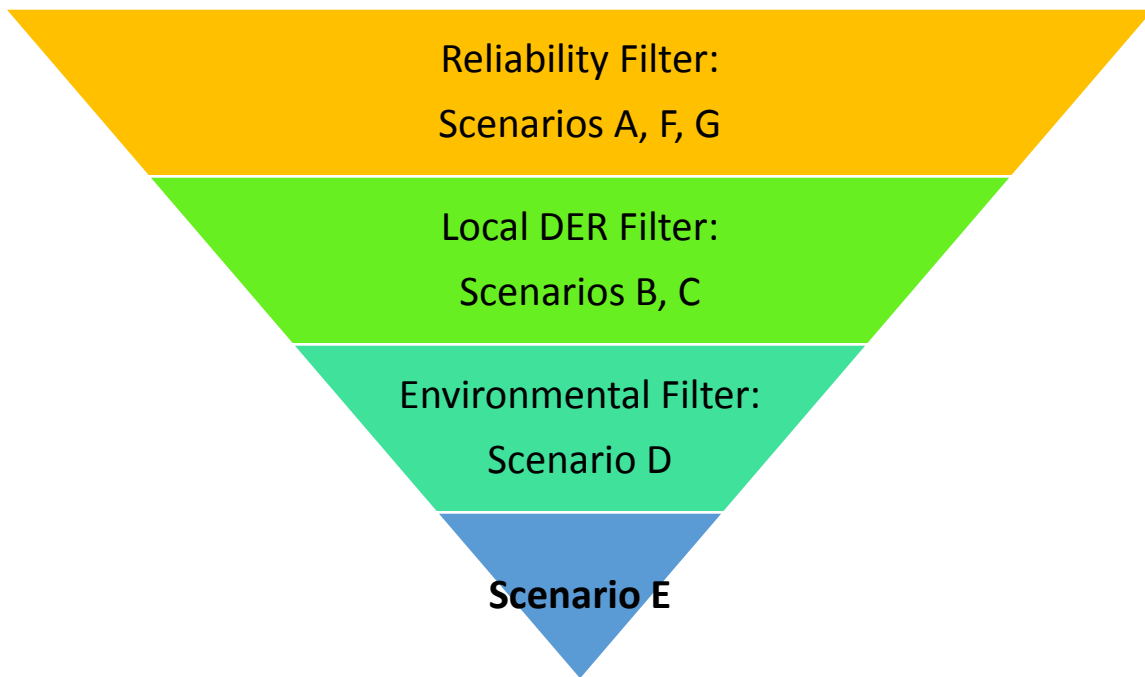 Reliability Filter:
Scenarios A, F, G
Local DER Filter:
Scenarios B, C
Environmental Filter:
Scenario D
Scenario E